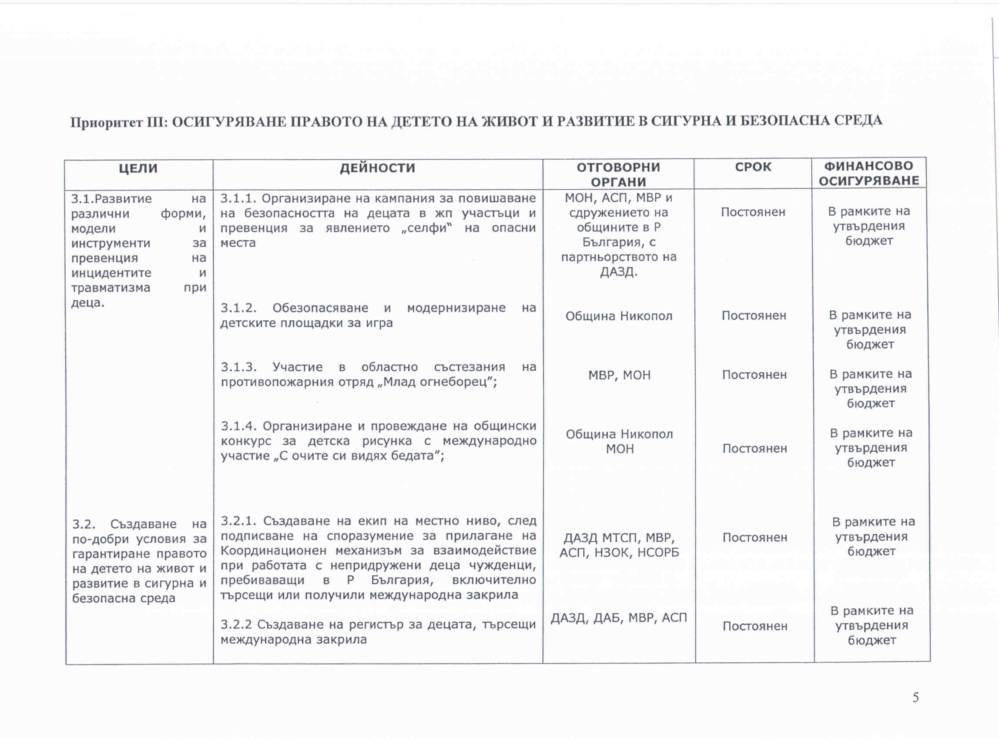 Приоритет III: ОСИГУРЯВАНЕ ПРАВОТО НА ДЕТЕТО НА ЖИВОТ И РАЗВИТИЕ В СИГУРНА И БЕЗОПАСНА СРЕДА
ЦЕЛИ
ДЕЙНОСТИ
ОТГОВОРНИ
ОРГАНИ
СРОК
ФИНАНСОВО
ОСИГУРЯВАНЕ
3.1.Развитие на
различни форми,
модели и
инструменти за
превенция на
инцидентите и
травматизма при
деца.
3.1.1. Организиране на кампания за повишаване
на безопасността на децата в жп участъци и
превенция за явлението „селфи“ на опасни
места
МОН, АСП, МВР и
сдружението на
общините в Р
България, с
партньорството на
ДАЗД.
Постоянен
В рамките на
утвърдения
бюджет
3.1.2. Обезопасяване и модернизиране на
детските площадки за игра
Община Никопол
Постоянен
В рамките на
утвърдения
бюджет
3.1.3. Участие в областно състезания на
противопожарния отряд „Млад огнеборец";
МВР, МОН
Постоянен
В рамките на
утвърдения
бюджет
3.1.4. Организиране и провеждане на общински
конкурс за детска рисунка с международно
участие „С очите си видях бедата";
Община Никопол
МОН
Постоянен
В рамките на
утвърдения
бюджет
3.2. Създаване на
по-добри условия за
гарантиране правото
на детето на живот и
развитие в сигурна и
безопасна среда
3.2.1. Създаване на екип на местно ниво, след
подписване на споразумение за прилагане на
Координационен механизъм за взаимодействие
при работата с непридружени деца чужденци,
пребиваващи в Р България, включително
търсещи или получили международна закрила
ДАЗД МТСП, МВР,
АСП, НЗОК, НСОРБ
Постоянен
В рамките на
утвърдения
бюджет
3.2.2 Създаване на регистър за децата, търсещи
международна закрила
ДАЗД, ДАБ, МВР, АСП
Постоянен
В рамките на
утвърдения
бюджет
5